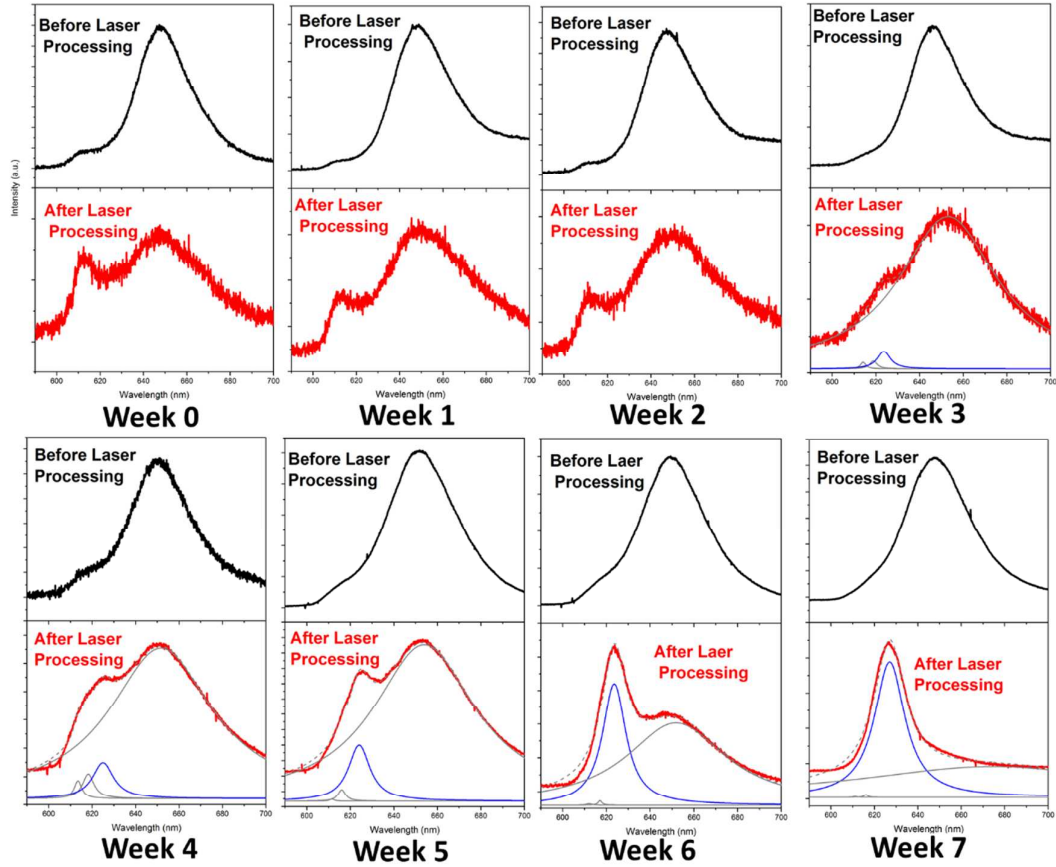 Before Laser
Processing
Before Laser
Processing
Before Laser
Processing
Before Laser
Processing
Intensity (a.u.)
After Laser
Processing
After Laser
Processing
After Laser
Processing
After Laser
Processing
600 620 640 660 680 700
600 620 640 660 680 700
600 620 640 660 680 700
600 620 640 660 680 700
Wavelength (nm)
Wavelength (nm)
Wavelength (nm)
Wavelength (nm)
Week 0
Week 1
Week 2
Week 3
Before Laser
Processing
Before Laser
Processing
Before Laer
Processing
Before Laser
Processing
After Laser
Processing
After Laser
Processing
After Laer
Processing
After Laser
Processing
600 620 640 660 680 700
600 620 640 660 680 700
600 620 640 660 680 700
600 620 640 660 680 700
Wavelength (nm)
Wavelength (nm)
Wavelength (nm)
Wavelength (nm)
Week 4
Week 5
Week 6
Week 7